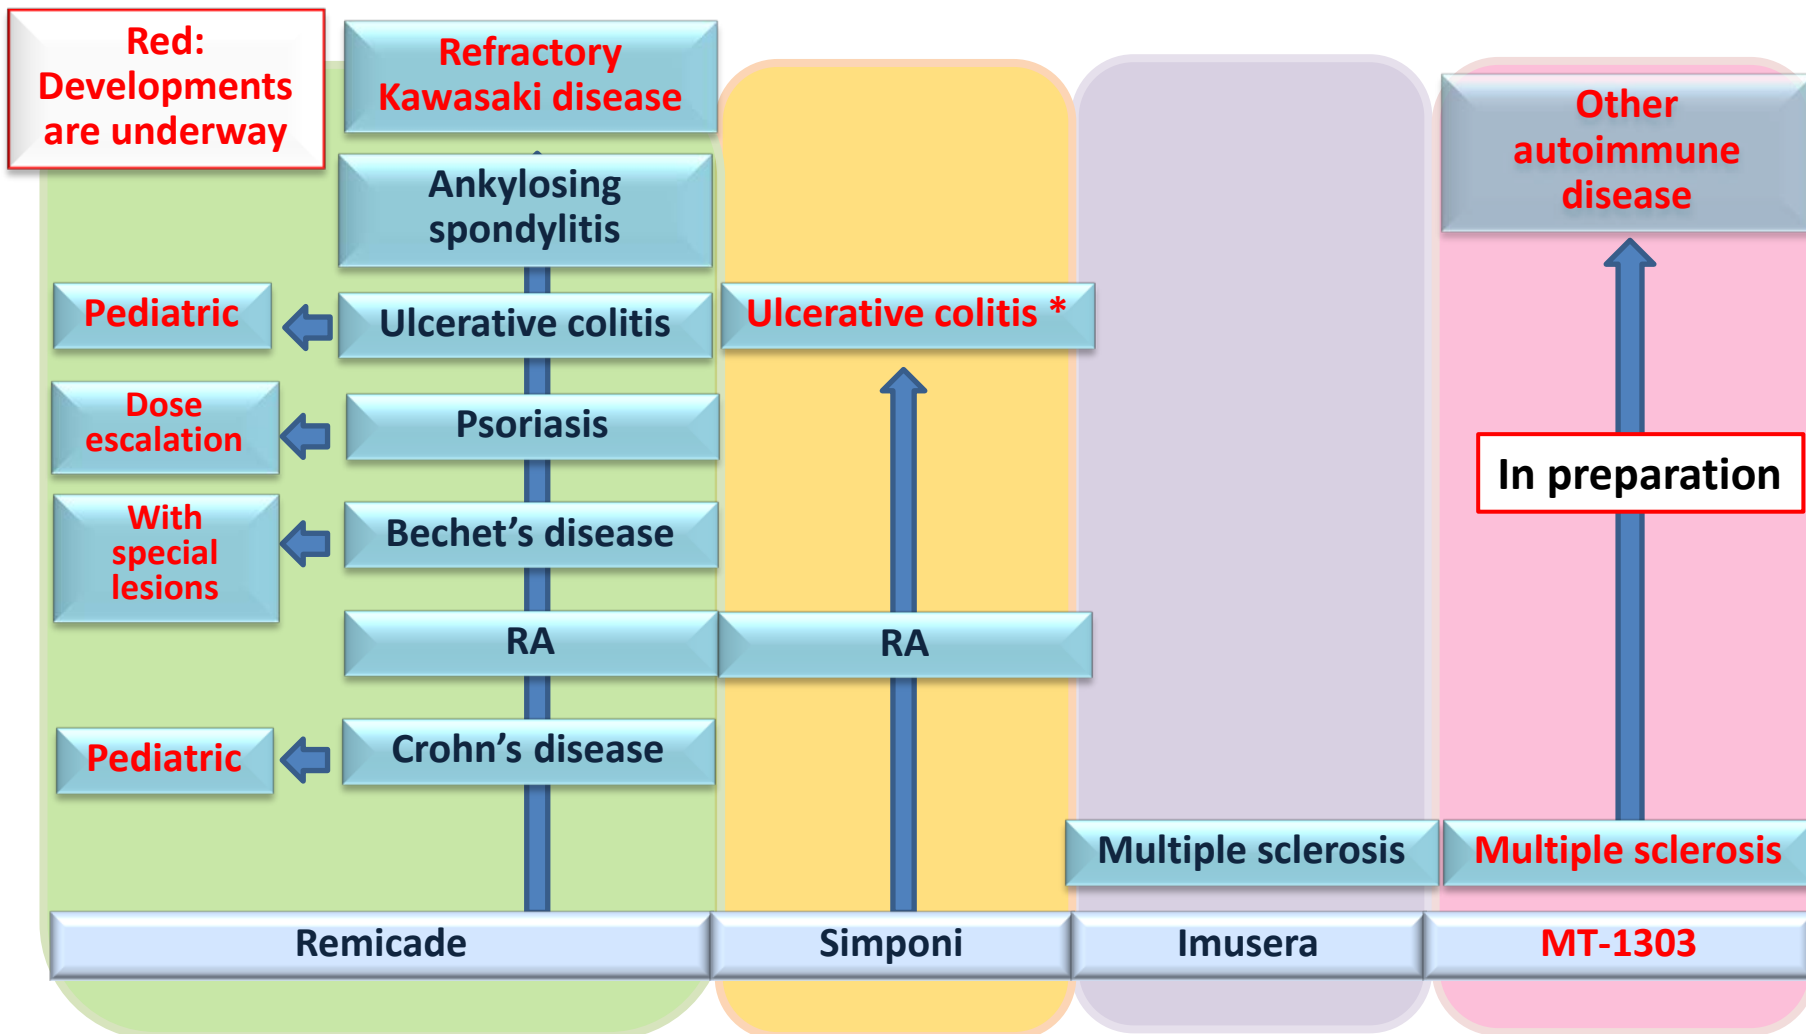 Red:
Developments
are underway
Refractory
Kawasaki disease
Other
autoimmune
disease
Ankylosing
spondylitis
Pediatric
Ulcerative colitis
Ulcerative colitis *
Dose
escalation
Psoriasis
In preparation
With
special
lesions
Bechet’s disease
RA
RA
Pediatric
Crohn’s disease
Multiple sclerosis
Multiple sclerosis
Remicade
Simponi
Imusera
MT-1303